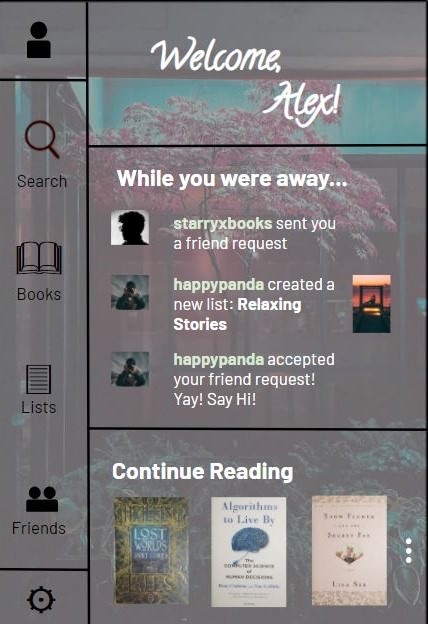 Welcome,
Alex!
Search
Books
Lists
Friends
While you were away...
starryxbooks sent you
a friend request
happypanda created a
new list: Relaxing
Stories
happypanda accepted
your friend request!
Yay! Say Hi!
Continue Reading
LOST
WORLDS
Algorithms
to Live By
The
COMPUTER SCIENCE
OF
HUMAN DECISIONS
Snow Flower
AND THE
Secret Fan
Lisa See